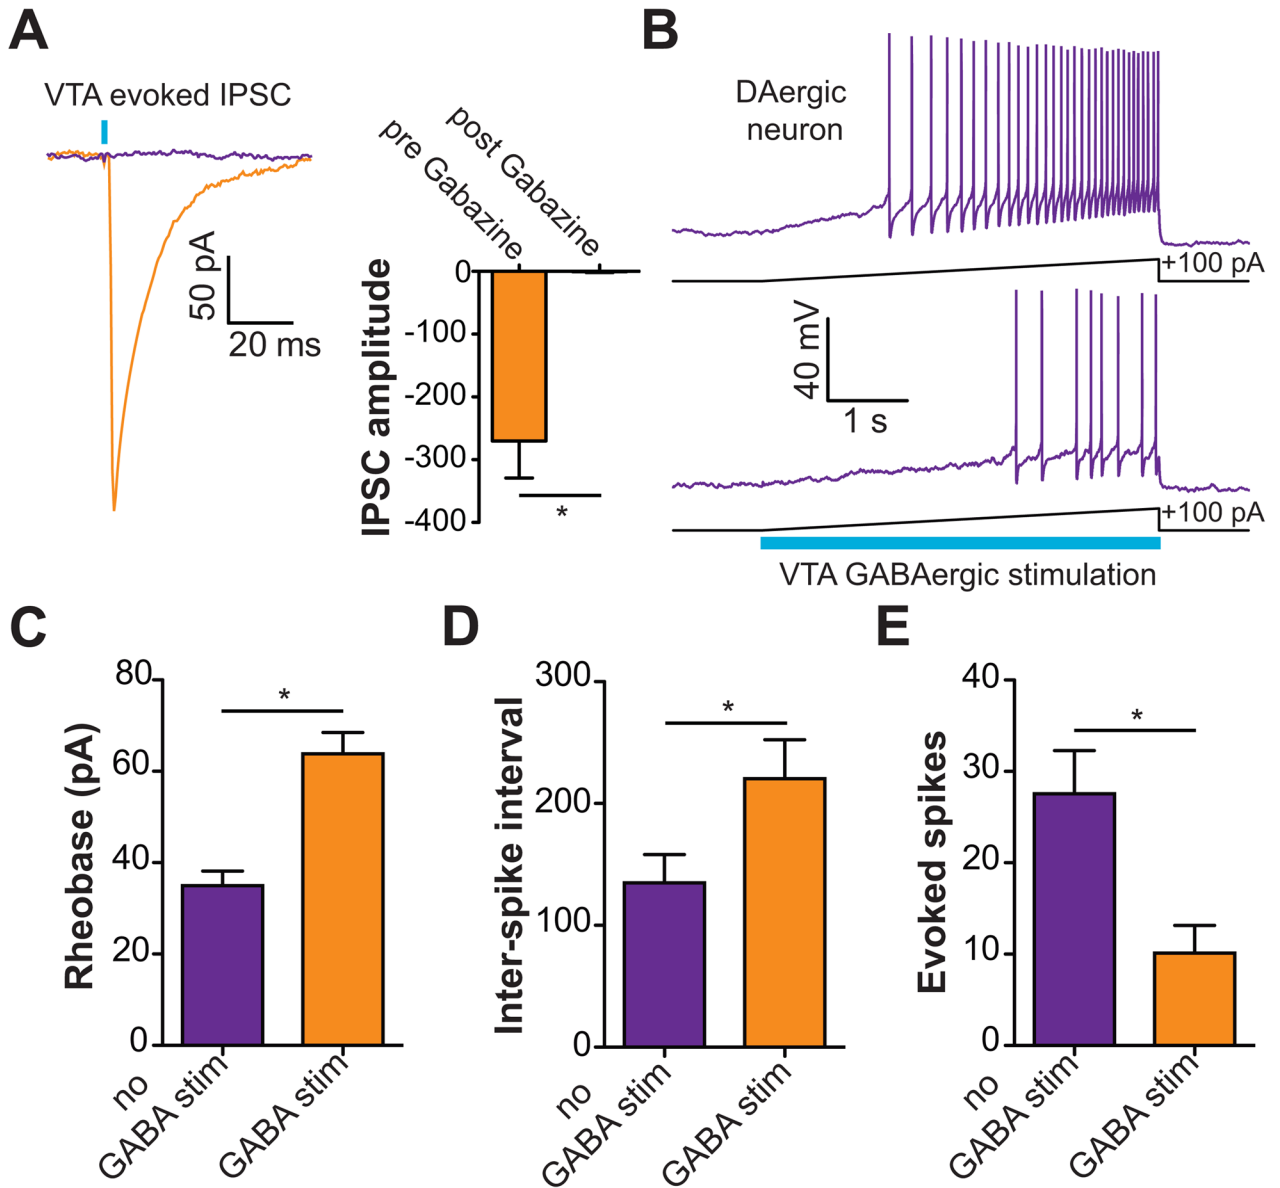 A
VTA evoked IPSC
50 pA
20 ms
pre Gabazine
post Gabazine
IPSC amplitude
0
-100
-200
-300
-400
*
B
DAergic
neuron
+100 pA
40 mV
1 s
+100 pA
VTA GABAergic stimulation
C
Rheobase (pA)
80
60
40
20
0
*
no
GABA stim
GABA stim
D
Inter-spike interval
300
200
100
0
*
no
GABA stim
GABA stim
E
Evoked spikes
40
30
20
10
0
*
no
GABA stim
GABA stim